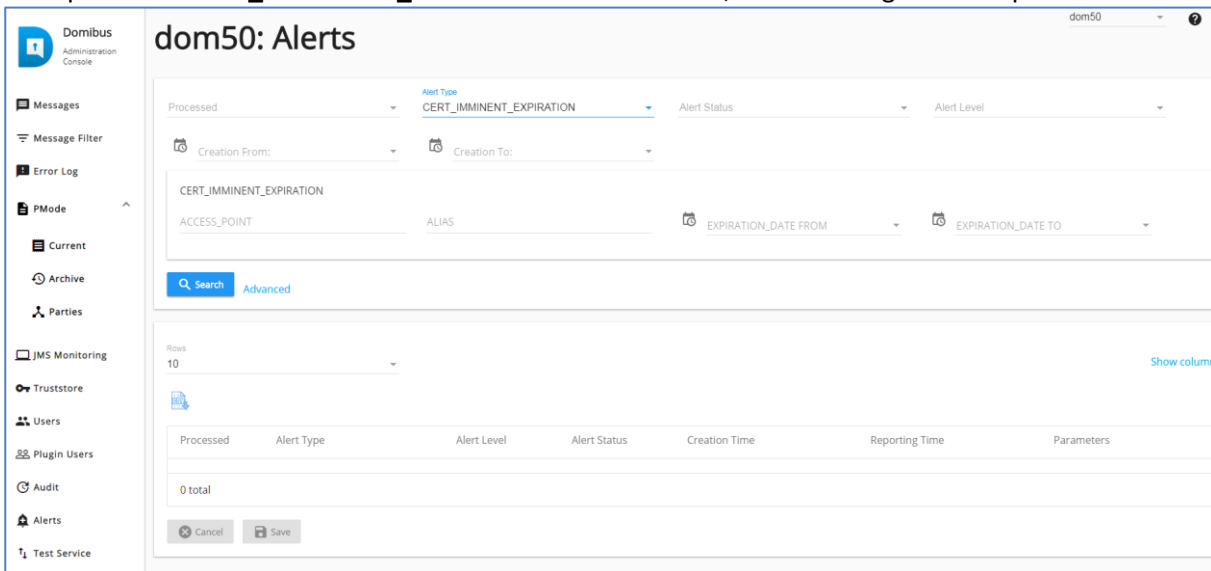 dom50
Domibus
Administration
Console
dom50: Alerts
Messages
Message Filter
Error Log
PMode
Current
Archive
Parties
JMS Monitoring
Truststore
Users
Plugin Users
Audit
Alerts
Test Service
Alert Type
Processed CERT_IMMINENT_EXPIRATION Alert Status Alert Level
Creation From: Creation To:
CERT_IMMINENT_EXPIRATION
ACCESS_POINT ALIAS EXPIRATION_DATE FROM EXPIRATION_DATE TO
Search Advanced
Rows
10
Show
Processed Alert Type Alert Level Alert Status Creation Time Reporting Time Parameters
0 total
Cancel Save